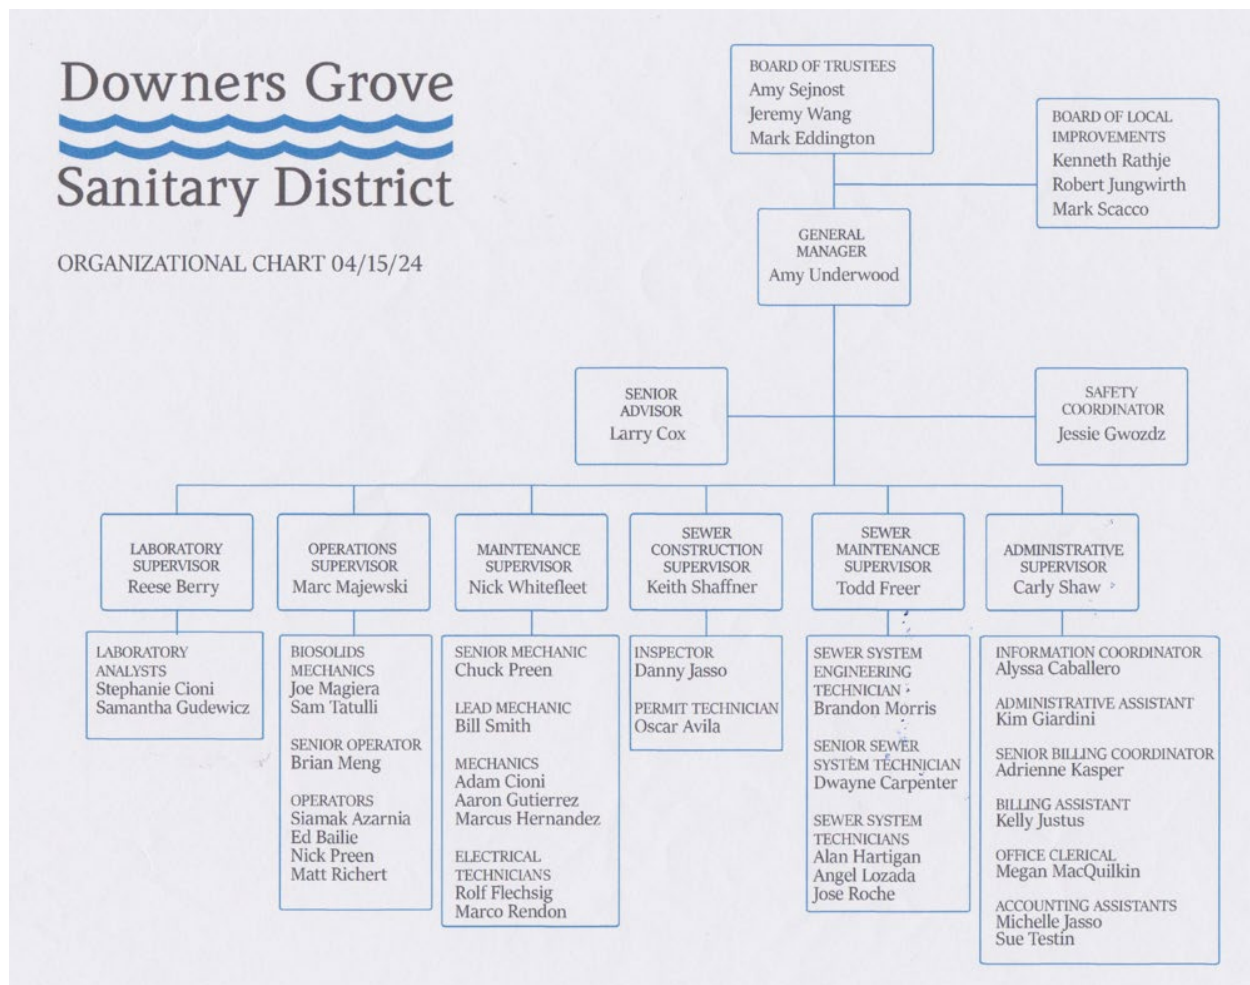 Downers Grove
Sanitary District
ORGANIZATIONAL CHART 04/15/24
BOARD OF TRUSTEES
Amy Sejnost
Jeremy Wang
Mark Eddington
BOARD OF LOCAL
IMPROVEMENTS
Kenneth Rathje
Robert Jungwirth
Mark Scacco
GENERAL
MANAGER
Amy Underwood
SENIOR
ADVISOR
Larry Cox
SAFETY
COORDINATOR
Jessie Gwozdz
LABORATORY
SUPERVISOR
Reese Berry
OPERATIONS
SUPERVISOR
Marc Majewski
MAINTENANCE
SUPERVISOR
Nick Whitefleet
SEWER
CONSTRUCTION
SUPERVISOR
Keith Shaffner
SEWER
MAINTENANCE
SUPERVISOR
Todd Freer
ADMINISTRATIVE
SUPERVISOR
Carly Shaw
LABORATORY
ANALYSTS
Stephanie Cioni
Samantha Gudewicz
BIOSOLIDS
MECHANICS
Joe Magiera
Sam Tatulli
SENIOR OPERATOR
Brian Meng
OPERATORS
Siamak Azarnia
Ed Bailie
Nick Preen
Matt Richert
SENIOR MECHANIC
Chuck Preen
LEAD MECHANIC
Bill Smith
MECHANICS
Adam Cioni
Aaron Gutierrez
Marcus Hernandez
ELECTRICAL
TECHNICIANS
Rolf Flechsig
Marco Rendon
INSPECTOR
Danny Jasso
PERMIT TECHNICIAN
Oscar Avila
SEWER SYSTEM
ENGINEERING
TECHNICIAN
Brandon Morris
SENIOR SEWER
SYSTEM TECHNICIAN
Dwayne Carpenter
SEWER SYSTEM
TECHNICIANS
Alan Hartigan
Angel Lozada
Jose Roche
INFORMATION COORDINATOR
Alyssa Caballero
ADMINISTRATIVE ASSISTANT
Kim Giardini
SENIOR BILLING COORDINATOR
Adrienne Kasper
BILLING ASSISTANT
Kelly Justus
OFFICE CLERICAL
Megan MacQuilkin
ACCOUNTING ASSISTANTS
Michelle Jasso
Sue Testin